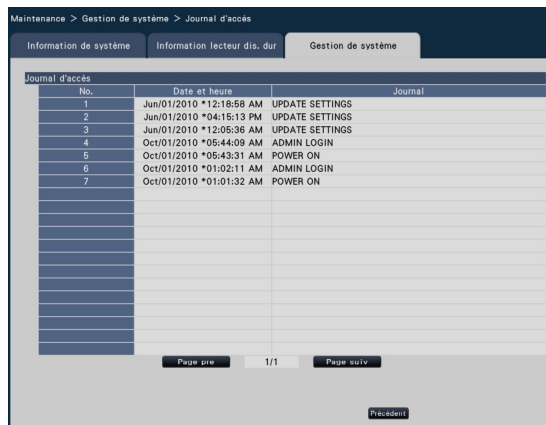 Maintenance > Gestion de système > Journal d'accès
Information de système Information lecteur dis. dur Gestion de système
Journal d'accès
No. Date et heure Journal
1 Jun/01/2010 *12:18:58 AM UPDATE SETTINGS
2 Jun/01/2010 *04:15:13 PM UPDATE SETTINGS
3 Jun/01/2010 *12:05:36 AM UPDATE SETTINGS
4 Oct/01/2010 *05:44:09 AM ADMIN LOGIN
5 Oct/01/2010 *05:43:31 AM POWER ON
6 Oct/01/2010 *01:02:11 AM ADMIN LOGIN
7 Oct/01/2010 *01:01:32 AM POWER ON
Page pre 1/1 Page suiv
Précédent